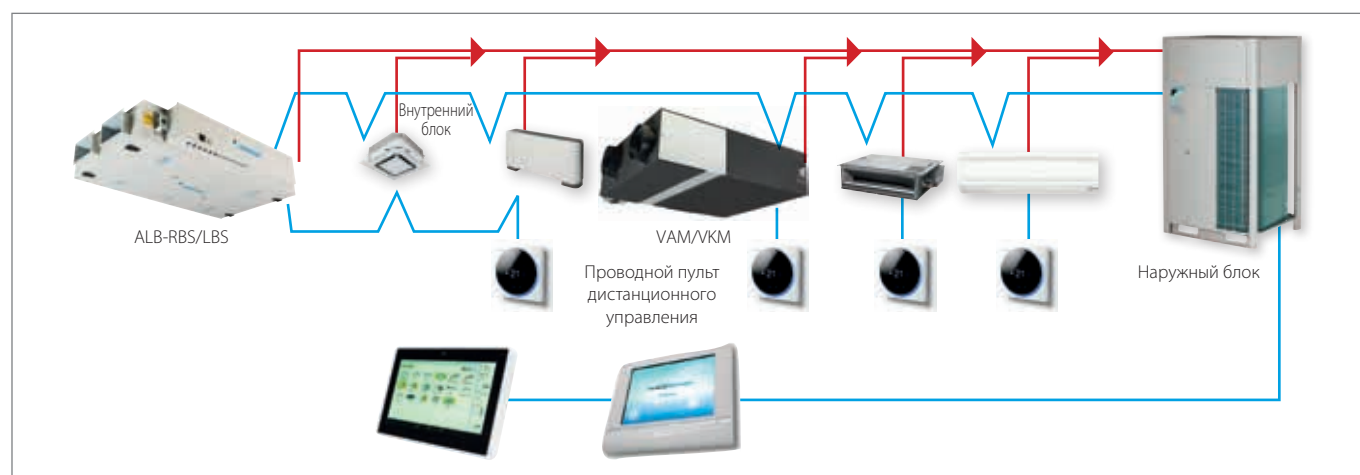 Внутренний
блок
ALB-RBS/LBS
VAM/VKM
Проводной пульт
дистанционного
управления
Наружный блок